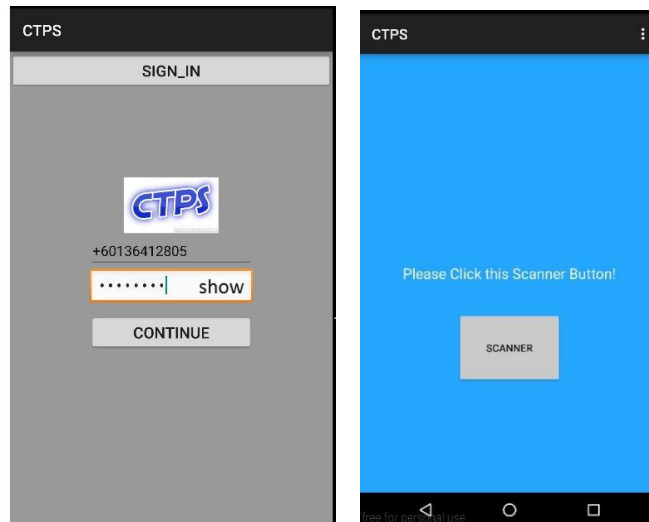 CTPS
SIGN_IN
CTPS
+60136412805
•••••••• show
CONTINUE
CTPS
Please Click this Scanner Button!
SCANNER
free for personal use